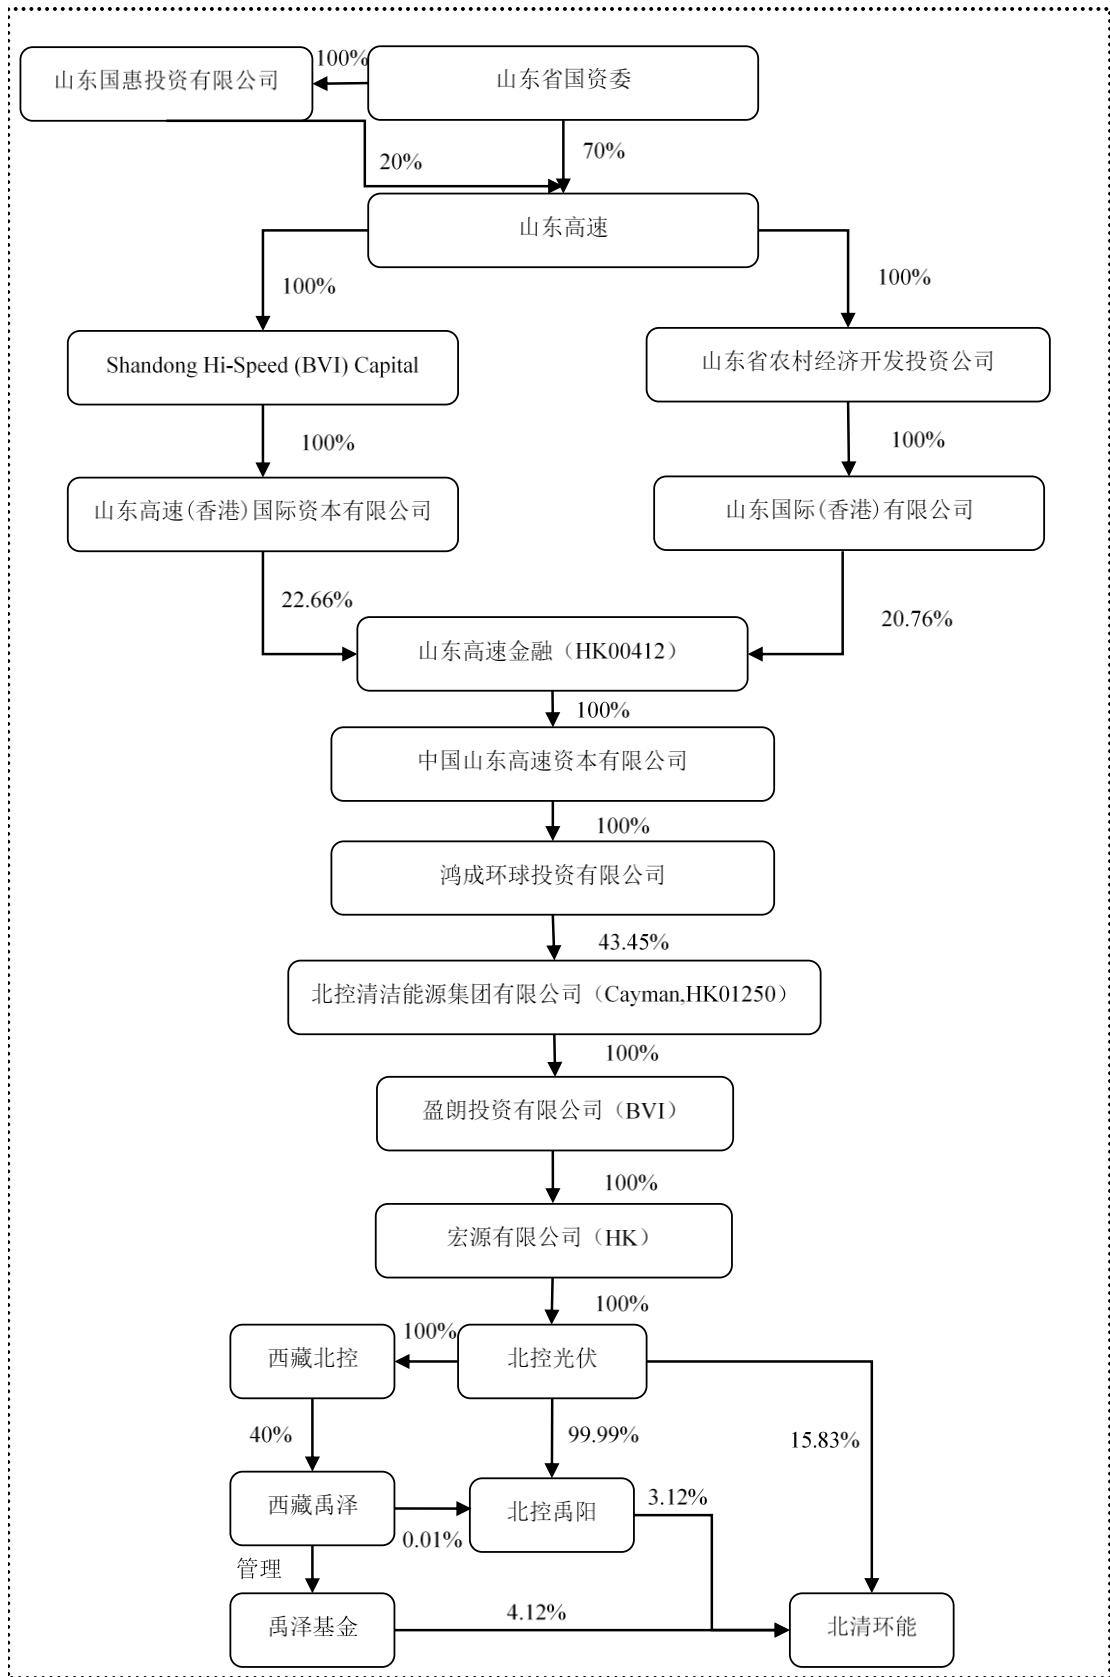 100%
山东国惠投资有限公司
山东省国资委
20%
70%
山东高速
100%
100%
Shandong Hi-Speed (BVI) Capital
山东省农村经济开发投资公司
100%
100%
山东高速(香港)国际资本有限公司
山东国际(香港)有限公司
22.66%
20.76%
山东高速金融（HK00412）
100%
中国山东高速资本有限公司
100%
鸿成环球投资有限公司
43.45%
北控清洁能源集团有限公司（Cayman,HK01250）
100%
盈朗投资有限公司（BVI）
100%
宏源有限公司（HK）
100%
100%
西藏北控
北控光伏
40%
99.99%
15.83%
西藏禹泽
北控禹阳
3.12%
0.01%
管理
禹泽基金
4.12%
北清环能